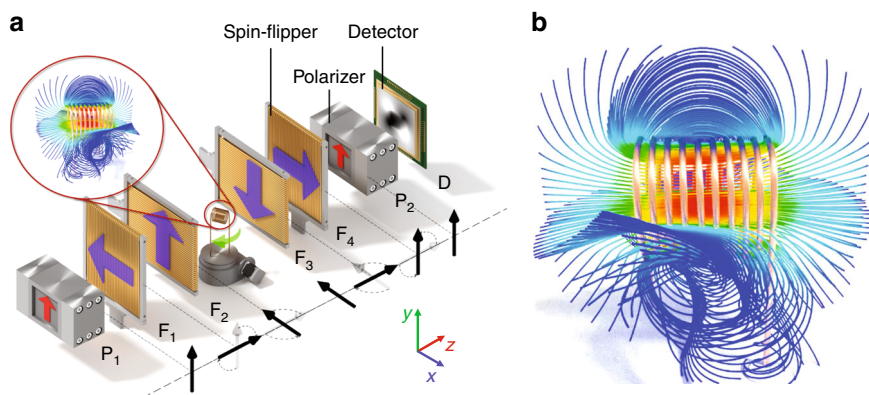 a
b
Spin-flipper
Detector
Polarizer
D
P2
F4
F3
F2
F1
P1
y
z
x